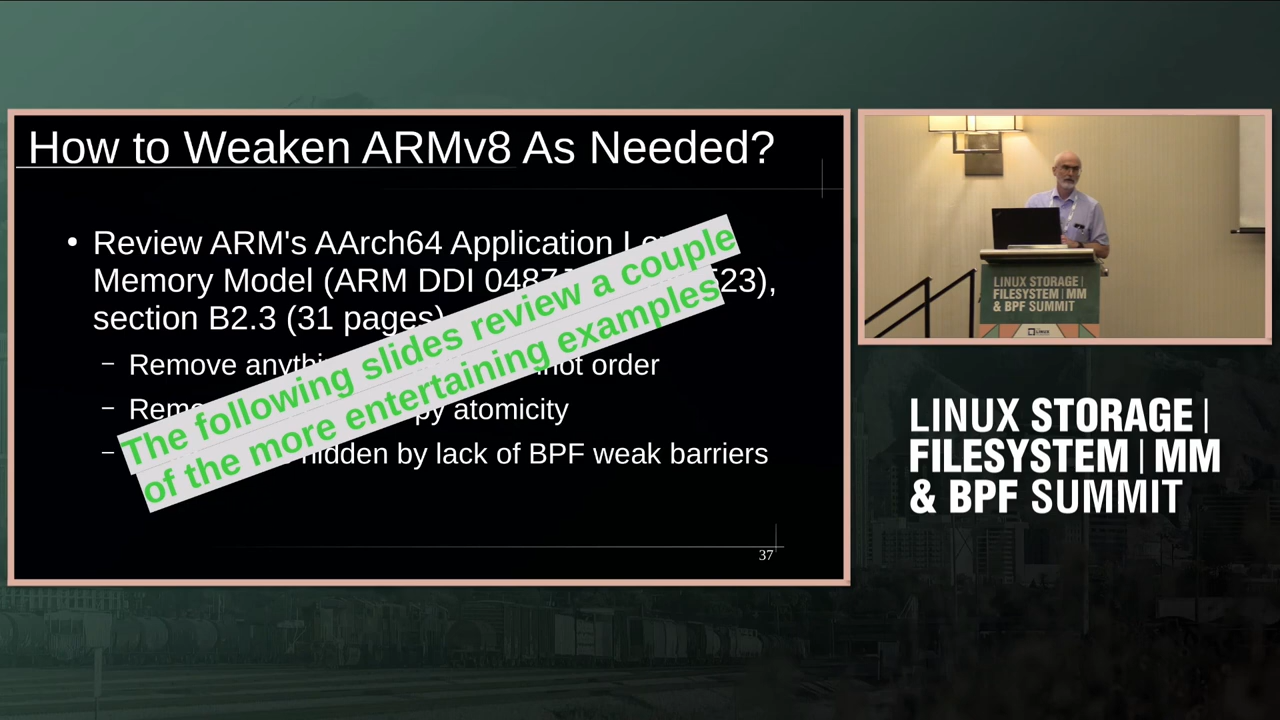 How to Weaken ARMv8 As Needed?
• Review ARM's AArch64 Application
Memory Model (ARM DDI 0487 523),
section B2.3 (31 pages)
– Remove not order
– atomicity
– hidden by lack of BPF weak barriers
The following slides review a couple
of the more entertaining examples
37
LINUX STORAGE |
FILESYSTEM | MM
& BPF SUMMIT
LINUX STORAGE |
FILESYSTEM | MM
& BPF SUMMIT